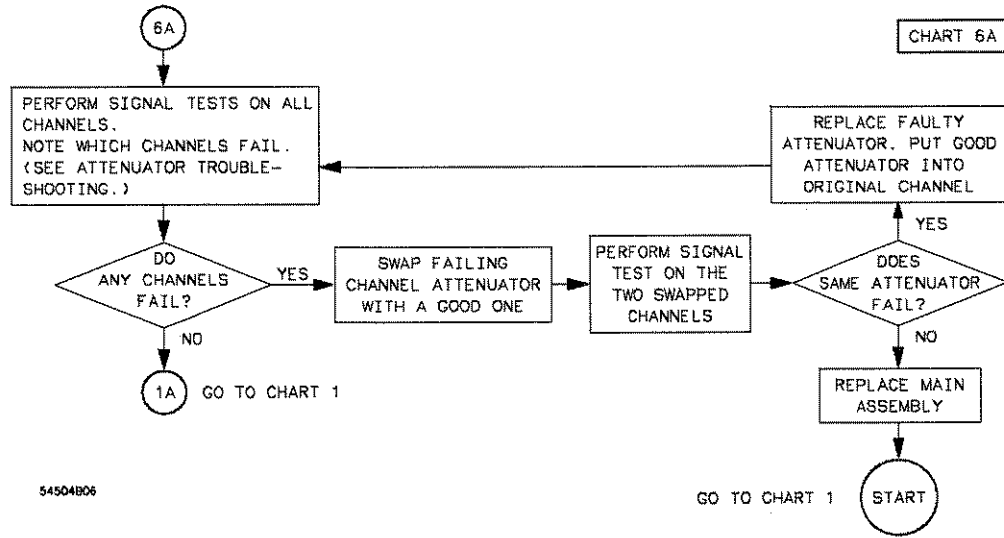 6A
CHART 6A
PERFORM SIGNAL TESTS ON ALL
CHANNELS.
NOTE WHICH CHANNELS FAIL.
(SEE ATTENUATOR TROUBLE-
SHOOTING.)
REPLACE FAULTY
ATTENUATOR. PUT GOOD
ATTENUATOR INTO
ORIGINAL CHANNEL
YES
DO
ANY CHANNELS
FAIL?
YES
SWAP FAILING
CHANNEL ATTENUATOR
WITH A GOOD ONE
PERFORM SIGNAL
TEST ON THE
TWO SWAPPED
CHANNELS
DOES
SAME ATTENUATOR
FAIL?
NO
NO
1A GO TO CHART 1
REPLACE MAIN
ASSEMBLY
54504B06
GO TO CHART 1 START